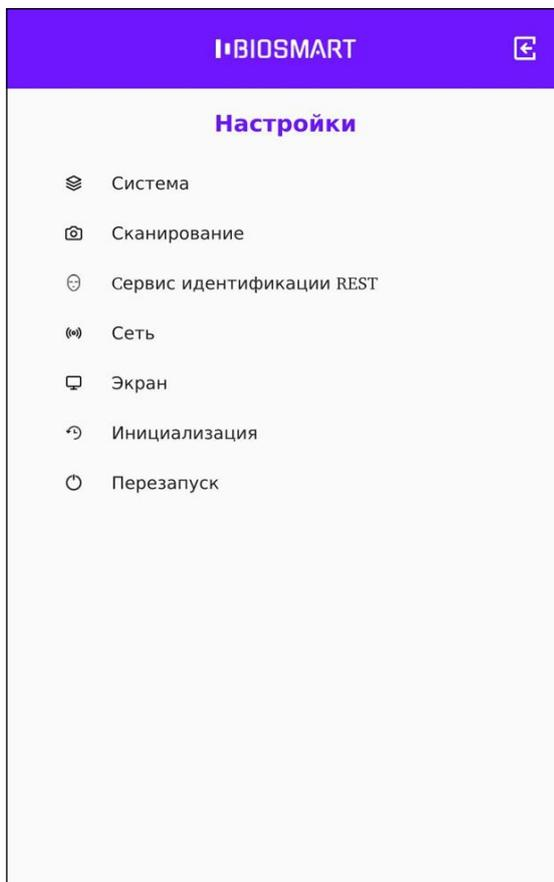 BIOSMART
Настройки
Система
Сканирование
Сервис идентификации REST
Сеть
Экран
Инициализация
Перезапуск